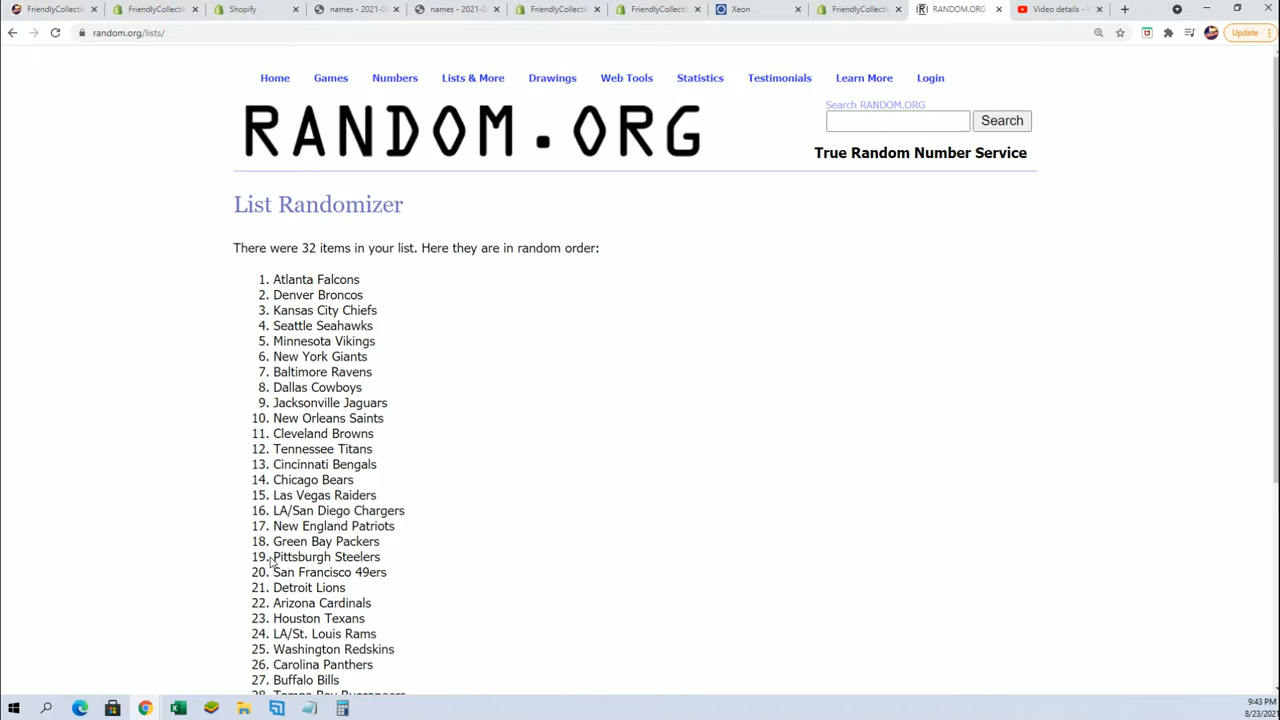 FriendlyCollectib
FriendlyCollectib
Shopify
names - 2021-0
names - 2021-0
FriendlyCollectib
FriendlyCollectib
Xeon
FriendlyCollectib
RANDOM.ORG
Video details - Y
random.org/lists/
Update
Home Games Numbers Lists & More Drawings Web Tools Statistics Testimonials Learn More Login
RANDOM.ORG
Search RANDOM.ORG
Search
True Random Number Service
List Randomizer
There were 32 items in your list. Here they are in random order:
1. Atlanta Falcons
2. Denver Broncos
3. Kansas City Chiefs
4. Seattle Seahawks
5. Minnesota Vikings
6. New York Giants
7. Baltimore Ravens
8. Dallas Cowboys
9. Jacksonville Jaguars
10. New Orleans Saints
11. Cleveland Browns
12. Tennessee Titans
13. Cincinnati Bengals
14. Chicago Bears
15. Las Vegas Raiders
16. LA/San Diego Chargers
17. New England Patriots
18. Green Bay Packers
19. Pittsburgh Steelers
20. San Francisco 49ers
21. Detroit Lions
22. Arizona Cardinals
23. Houston Texans
24. LA/St. Louis Rams
25. Washington Redskins
26. Carolina Panthers
27. Buffalo Bills
28. Tampa Bay Buccaneers
9:43 PM
8/23/2021